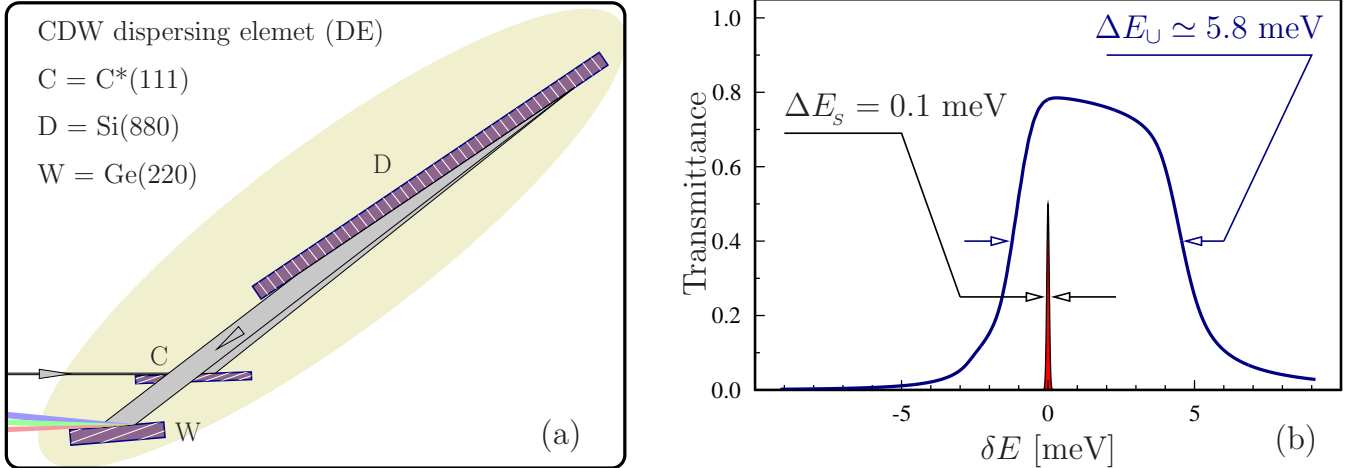 CDW dispersing elemet (DE)
C = C*(111)
D = Si(880)
W = Ge(220)
D
C
W
(a)
Transmittance
1.0
0.8
0.6
0.4
0.2
0.0
ΔE∪ ≃ 5.8 meV
ΔEs = 0.1 meV
-5 0 5
δE [meV]
(b)